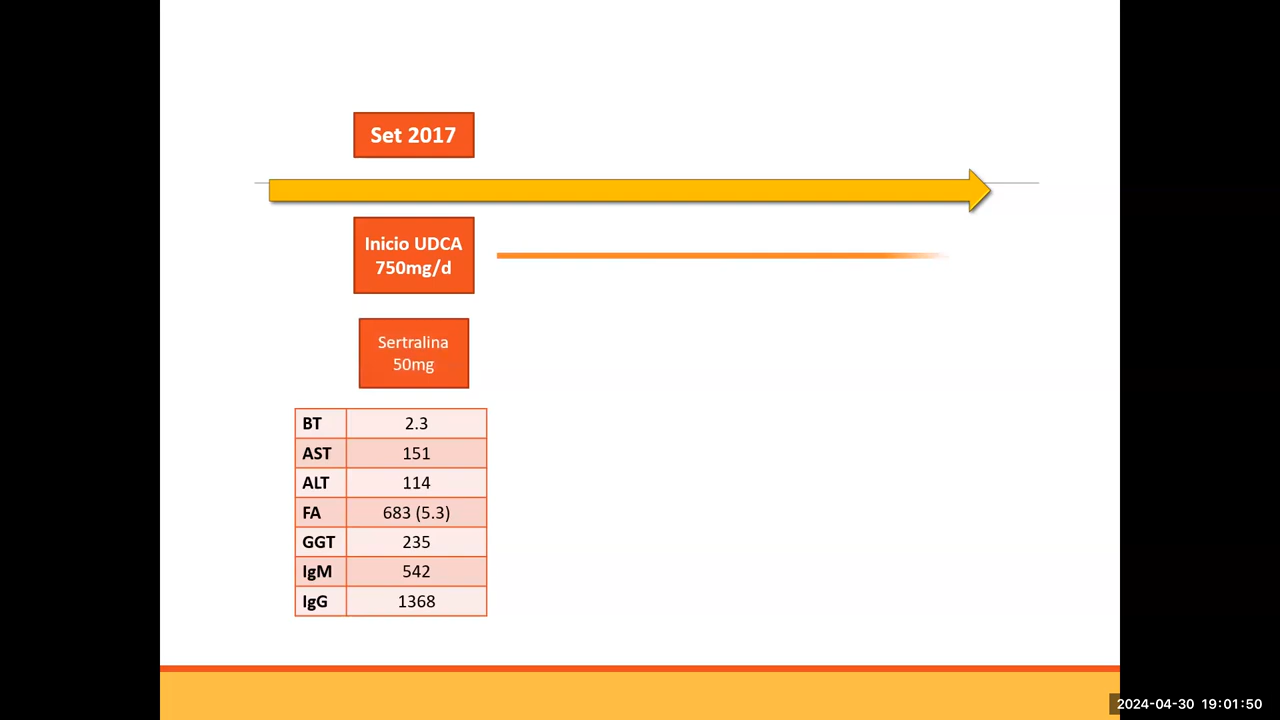 Set 2017
Inicio UDCA
750mg/d
Sertralina
50mg
BT 2.3
AST 151
ALT 114
FA 683 (5.3)
GGT 235
IgM 542
IgG 1368
2024-04-30 19:01:50